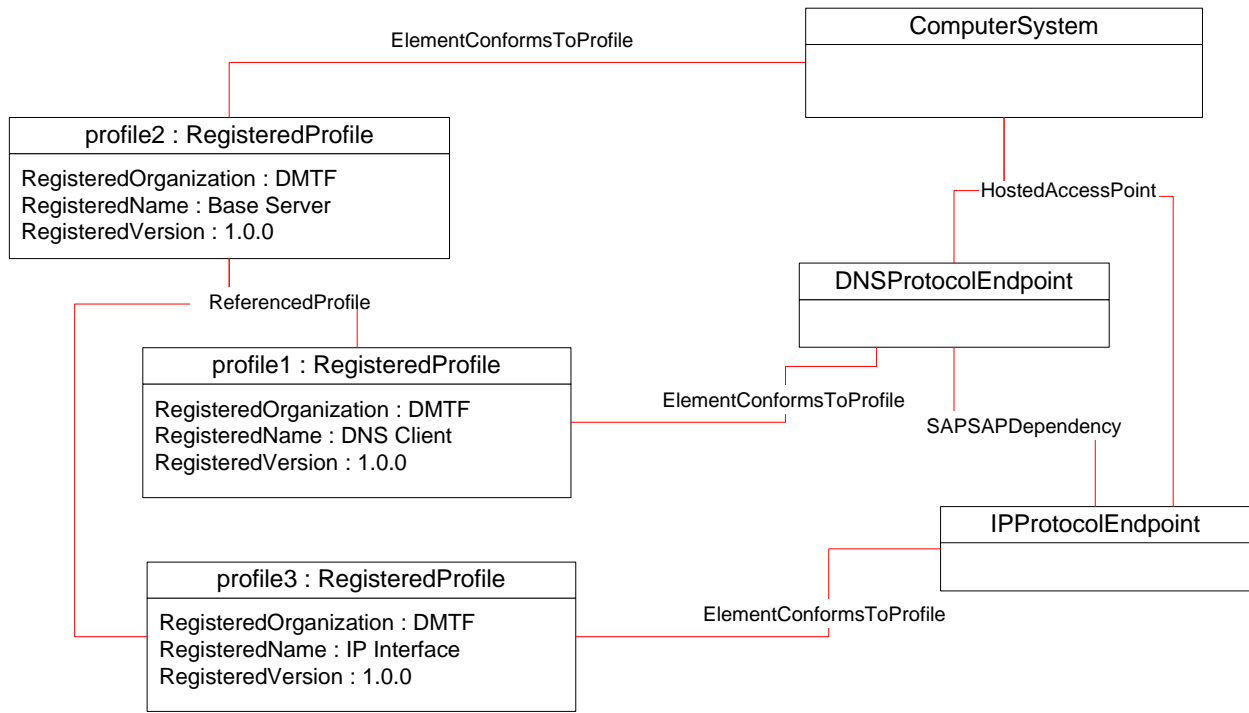 ComputerSystem
ElementConformsToProfile
profile2 : RegisteredProfile
RegisteredOrganization : DMTF
RegisteredName : Base Server
RegisteredVersion : 1.0.0
HostedAccessPoint
DNSProtocolEndpoint
ReferencedProfile
profile1 : RegisteredProfile
RegisteredOrganization : DMTF
RegisteredName : DNS Client
RegisteredVersion : 1.0.0
ElementConformsToProfile
SAPSAPDependency
IPProtocolEndpoint
profile3 : RegisteredProfile
RegisteredOrganization : DMTF
RegisteredName : IP Interface
RegisteredVersion : 1.0.0
ElementConformsToProfile